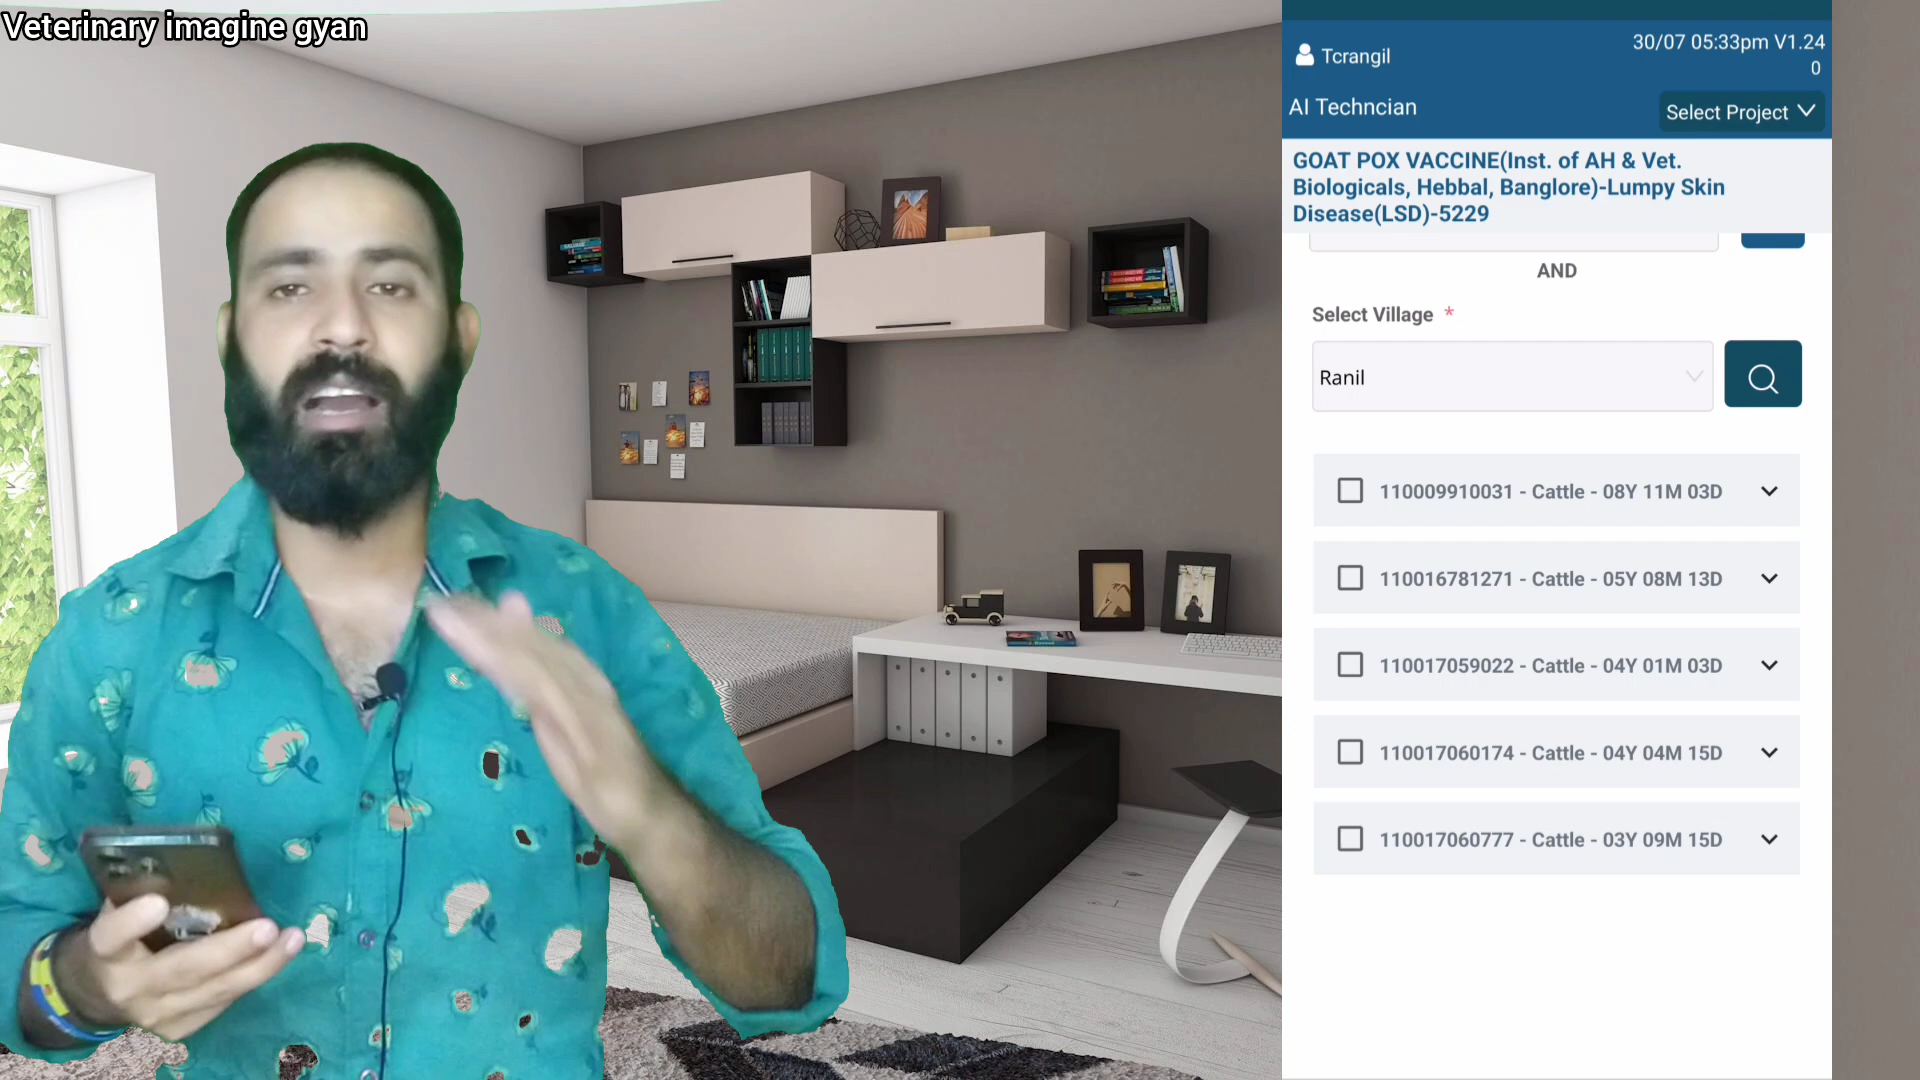 Veterinary imagine gyan
Tcrangil
30/07 05:33pm V1.24
0
AI Techncian
Select Project
GOAT POX VACCINE(Inst. of AH & Vet.
Biologicals, Hebbal, Banglore)-Lumpy Skin
Disease(LSD)-5229
AND
Select Village *
Ranil
110009910031 - Cattle - 08Y 11M 03D
110016781271 - Cattle - 05Y 08M 13D
110017059022 - Cattle - 04Y 01M 03D
110017060174 - Cattle - 04Y 04M 15D
110017060777 - Cattle - 03Y 09M 15D